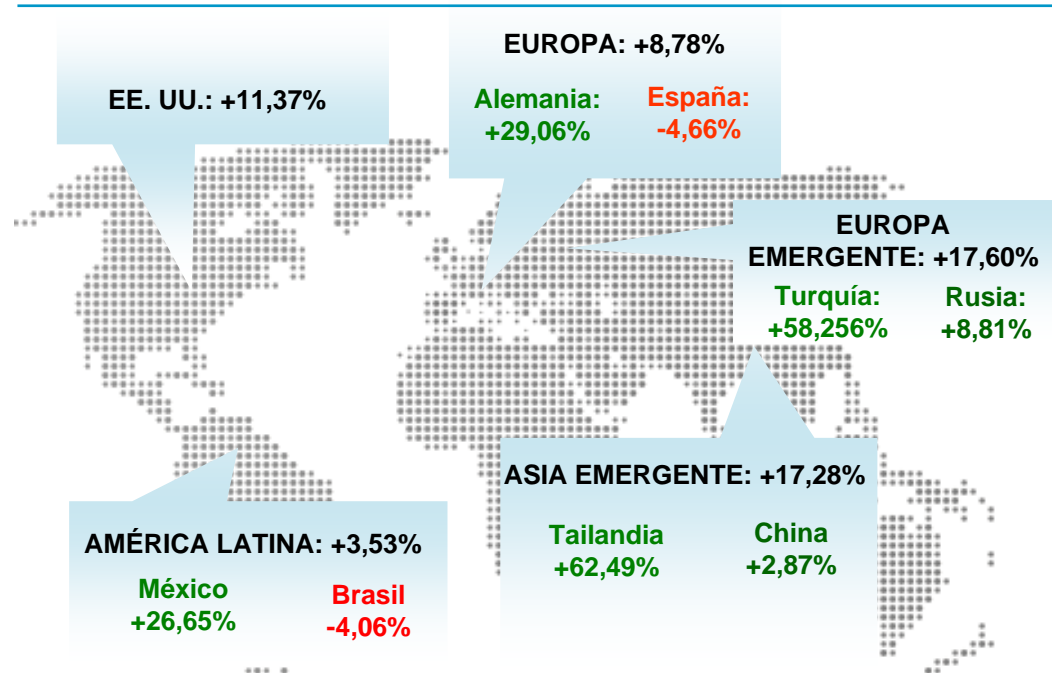 EE. UU.: +11,37%
EUROPA: +8,78%
Alemania:
+29,06%
España:
-4,66%
EUROPA
EMERGENTE: +17,60%
Turquía:
+58,256%
Rusia:
+8,81%
ASIA EMERGENTE: +17,28%
Tailandia
+62,49%
China
+2,87%
AMÉRICA LATINA: +3,53%
México
+26,65%
Brasil
-4,06%